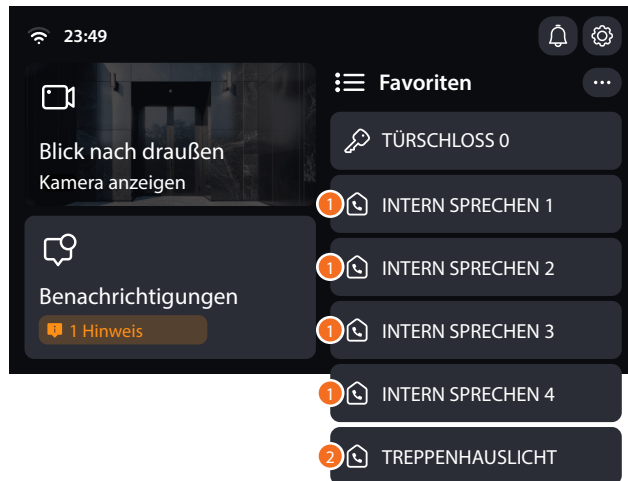 23:49
Blick nach draußen
Kamera anzeigen
Benachrichtigungen
1 Hinweis
Favoriten
TÜRSCHLOSS 0
1 INTERN SPRECHEN 1
1 INTERN SPRECHEN 2
1 INTERN SPRECHEN 3
1 INTERN SPRECHEN 4
2 TREPPENHAUSLICHT